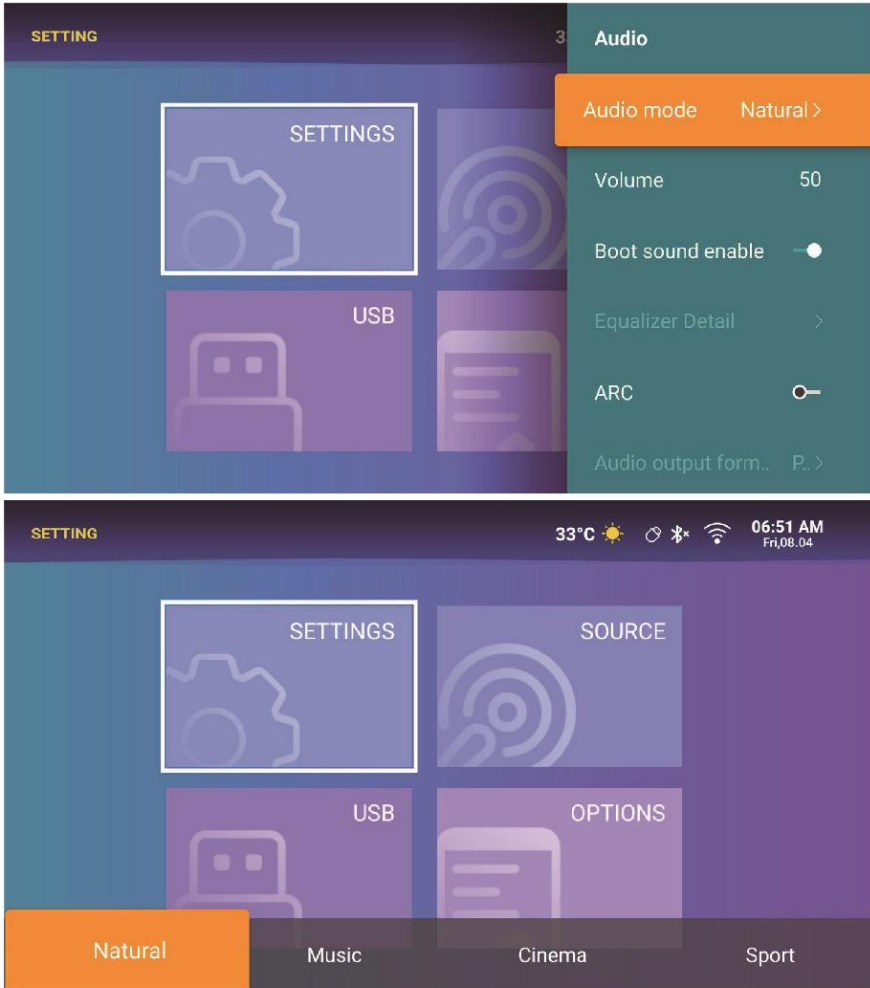 SETTING
3
Audio
Audio mode Natural >
SETTINGS
Volume 50
Boot sound enable
USB
Equalizer Detail >
ARC
Audio output form.. P.. >
SETTING
33°C
06:51 AM
Fri,08.04
SETTINGS
SOURCE
USB
OPTIONS
Natural
Music
Cinema
Sport